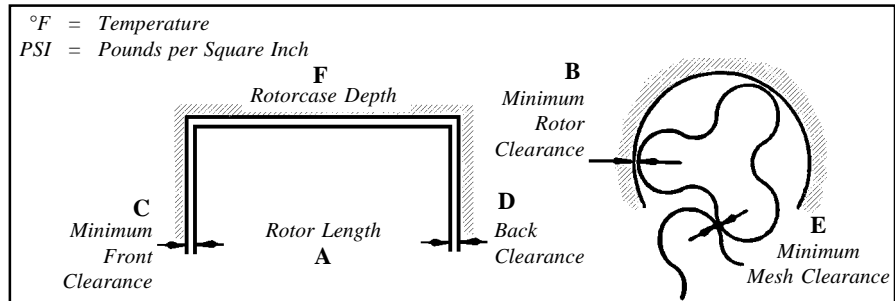 °F = Temperature
PSI = Pounds per Square Inch
F
Rotorcase Depth
C
Minimum
Front
Clearance
Rotor Length
A
D
Back
Clearance
B
Minimum
Rotor
Clearance
E
Minimum
Mesh Clearance